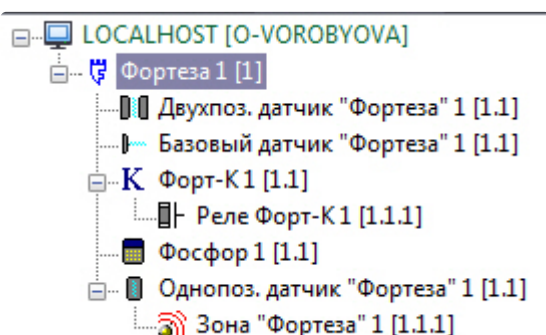 LOCALHOST [O-VOROBYOVA]
Фортеза 1 [1]
Двухпоз. датчик "Фортеза" 1 [1.1]
Базовый датчик "Фортеза" 1 [1.1]
К Форт-К 1 [1.1]
Реле Форт-К 1 [1.1.1]
Фосфор 1 [1.1]
Однопоз. датчик "Фортеза" 1 [1.1]
Зона "Фортеза" 1 [1.1.1]